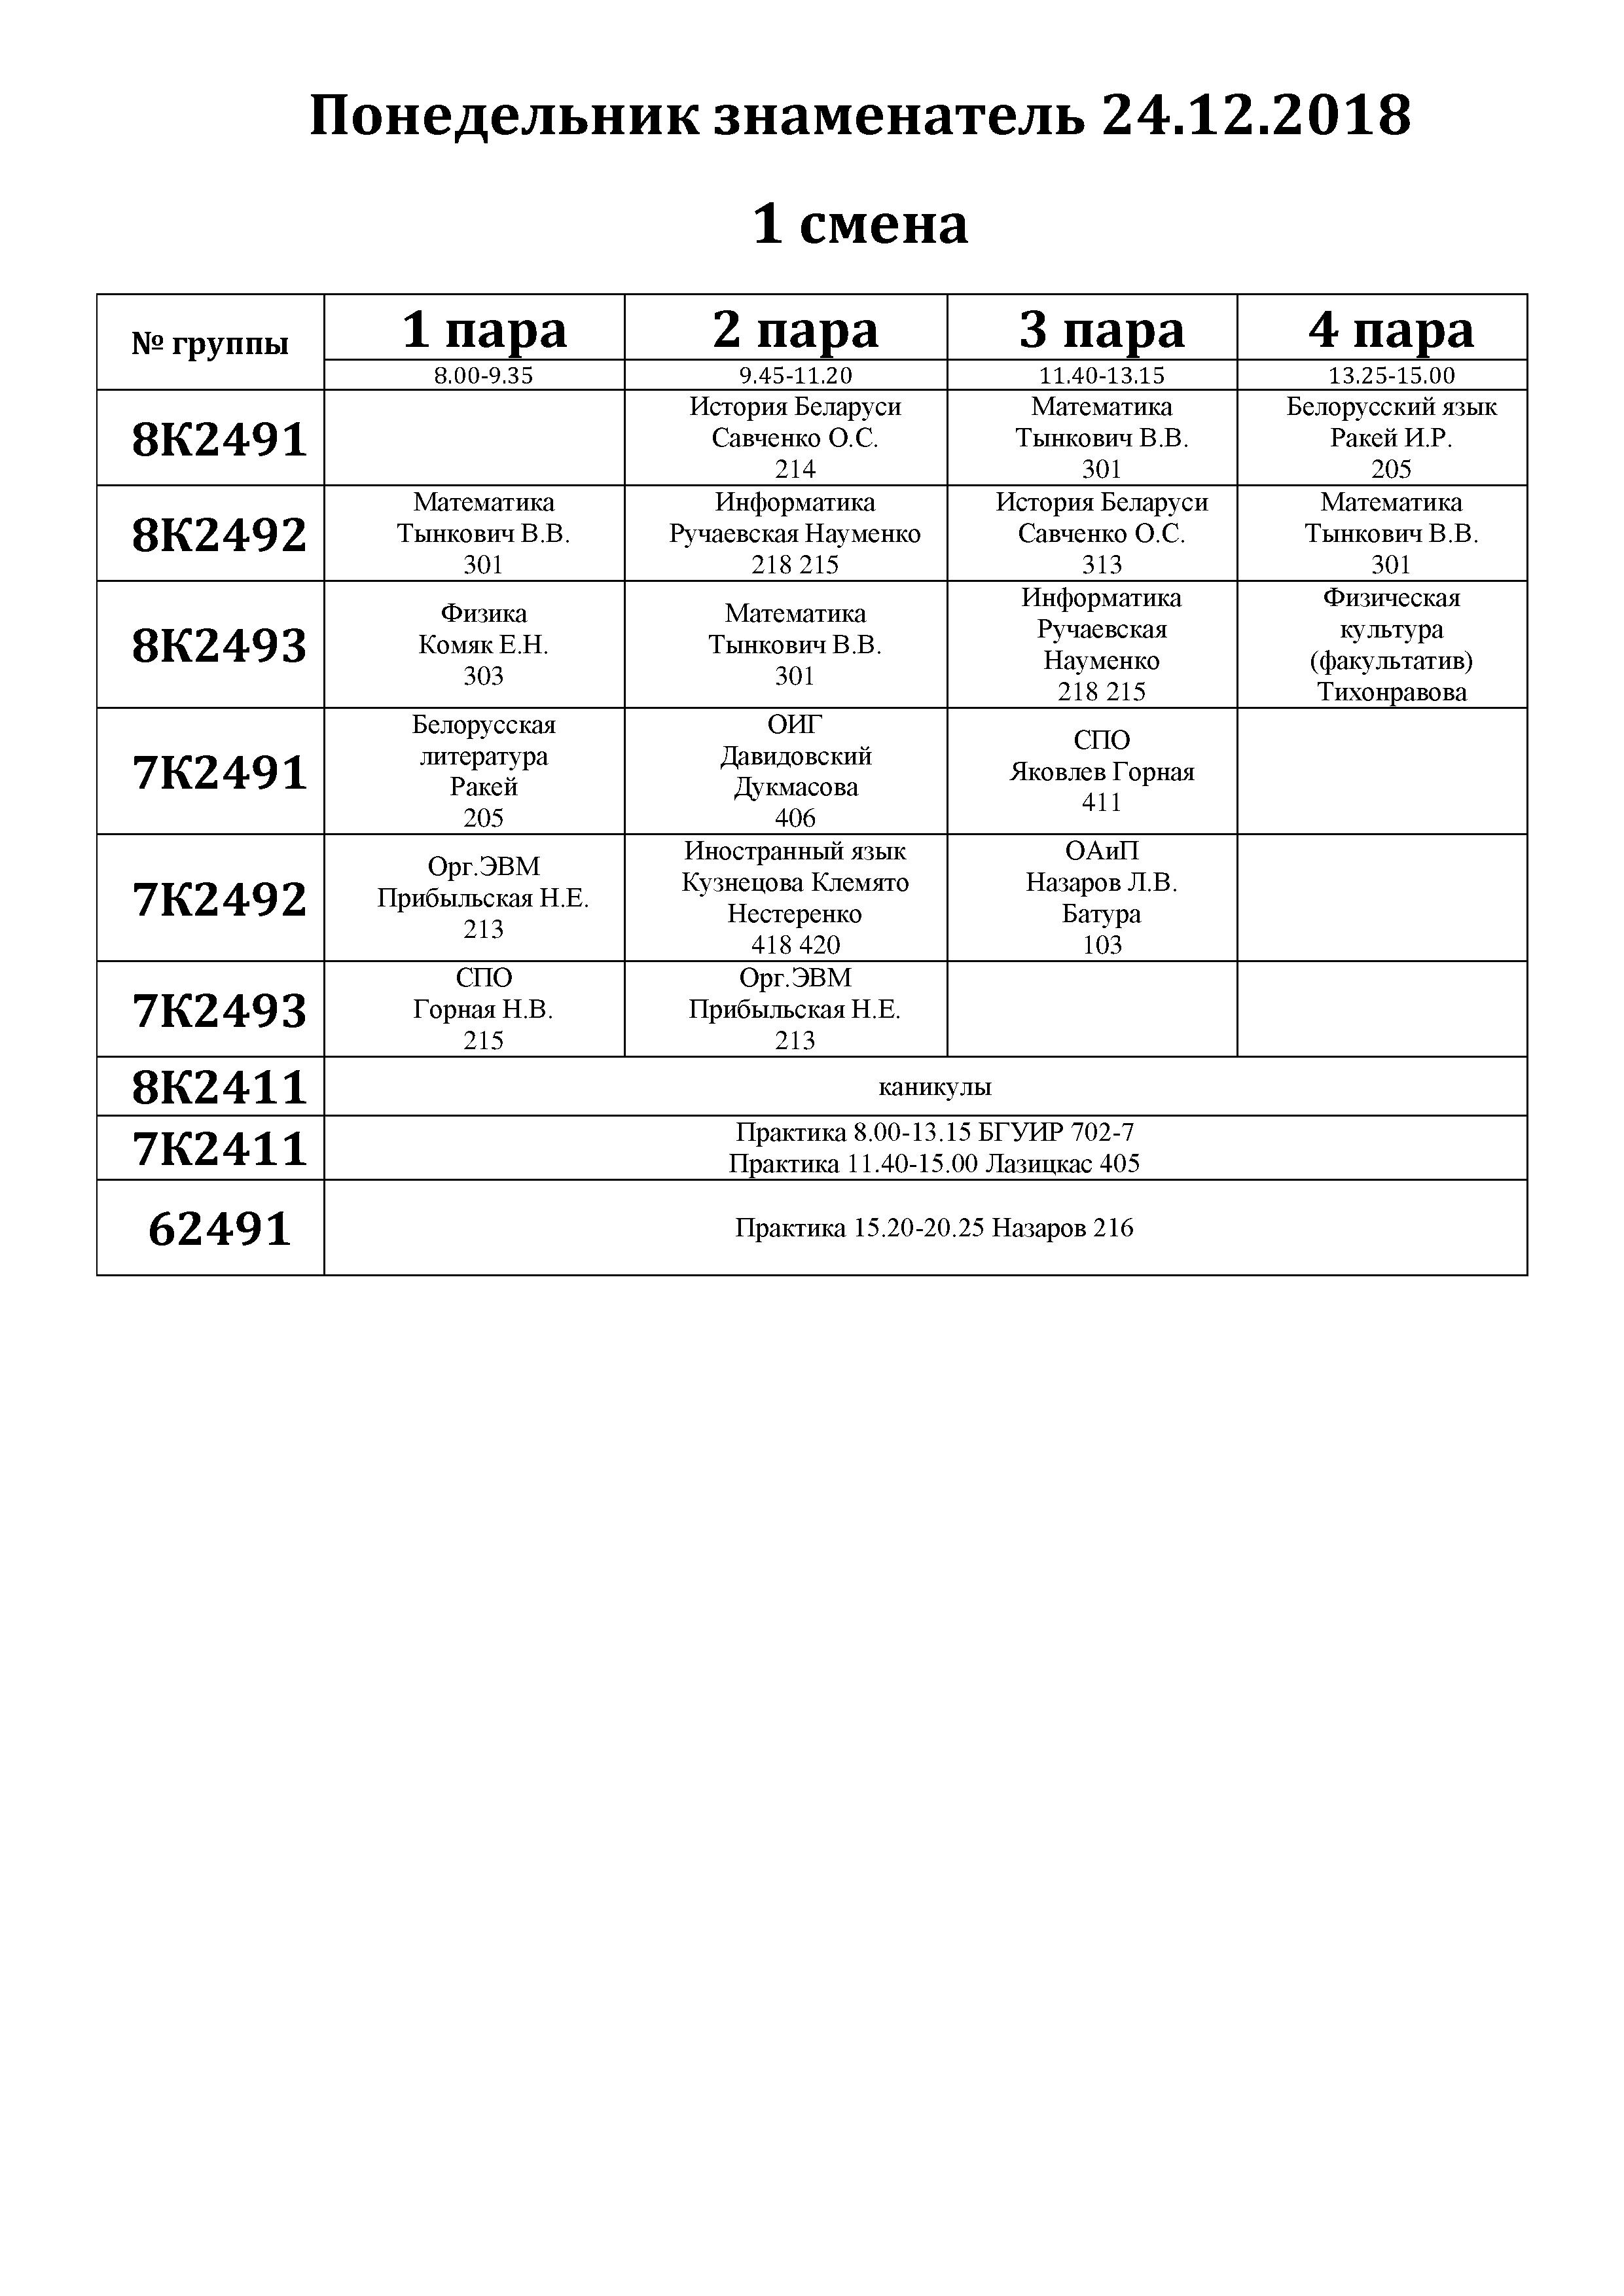 Понедельник знаменатель 24.12.2018
1 смена
№ группы
1 пара
2 пара
3 пара
4 пара
8.00-9.35
9.45-11.20
11.40-13.15
13.25-15.00
8К2491
История Беларуси
Савченко О.С.
214
Математика
Тынкович В.В.
301
Белорусский язык
Ракей И.Р.
205
8К2492
Математика
Тынкович В.В.
301
Информатика
Ручаевская Науменко
218 215
История Беларуси
Савченко О.С.
313
Математика
Тынкович В.В.
301
8К2493
Физика
Комяк Е.Н.
303
Математика
Тынкович В.В.
301
Информатика
Ручаевская
Науменко
218 215
Физическая
культура
(факультатив)
Тихонравова
7К2491
Белорусская
литература
Ракей
205
ОИГ
Давидовский
Дукмасова
406
СПО
Яковлев Горная
411
7К2492
Орг.ЭВМ
Прибыльская Н.Е.
213
Иностранный язык
Кузнецова Клемято
Нестеренко
418 420
ОАиП
Назаров Л.В.
Батура
103
7К2493
СПО
Горная Н.В.
215
Орг.ЭВМ
Прибыльская Н.Е.
213
8К2411
каникулы
7К2411
Практика 8.00-13.15 БГУИР 702-7
Практика 11.40-15.00 Лазицкас 405
62491
Практика 15.20-20.25 Назаров 216